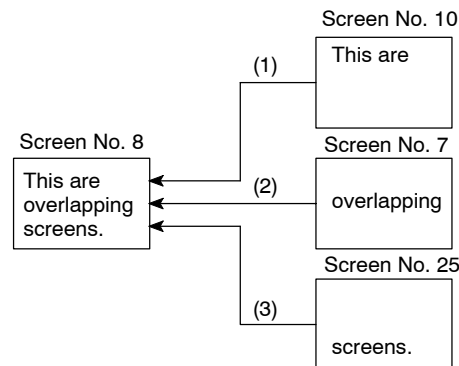 Screen No. 10
This are
(1)
Screen No. 8
This are
overlapping
screens.
Screen No. 7
(2)
overlapping
Screen No. 25
(3)
screens.